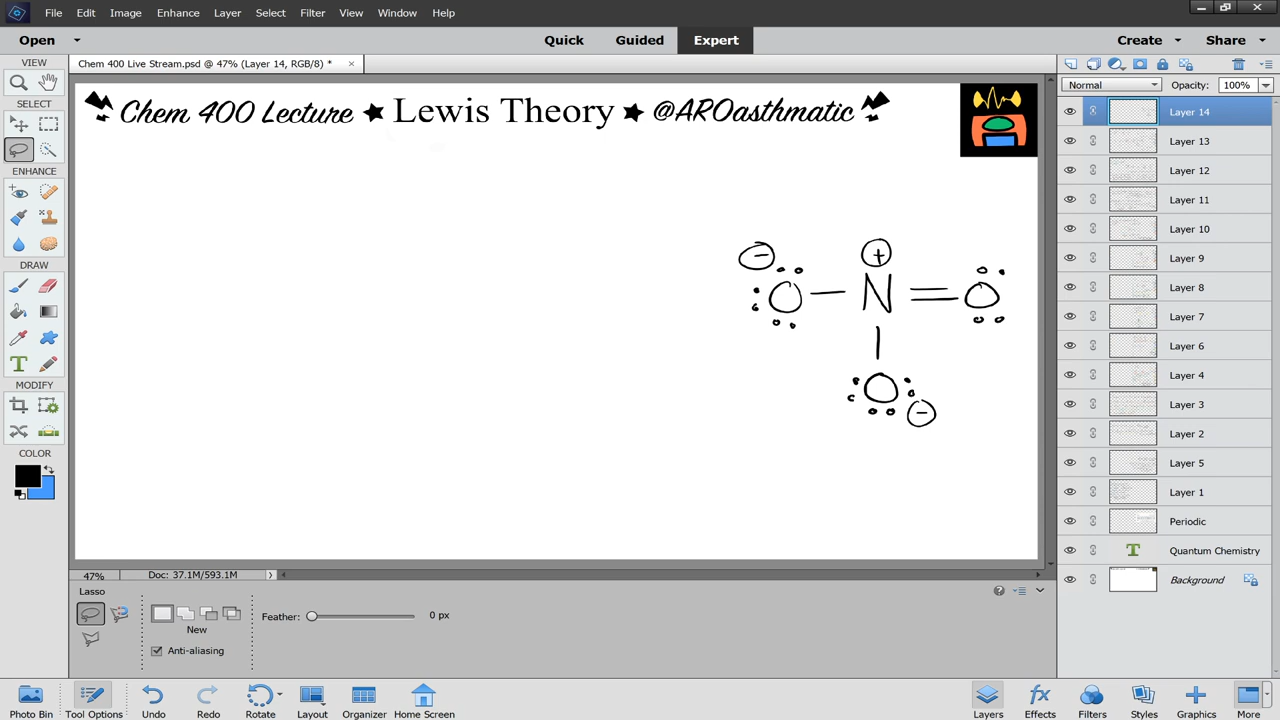 File Edit Image Enhance Layer Select Filter View Window Help
Open Quick Guided Expert Create Share
VIEW
Chem 400 Live Stream.psd @ 47% (Layer 14, RGB/8) * ×
SELECT
ENHANCE
DRAW
MODIFY
COLOR
Chem 400 Lecture ★ Lewis Theory ★ @AROasthmatic
− +
O — N = O
|
O −
Normal Opacity: 100%
Layer 14
Layer 13
Layer 12
Layer 11
Layer 10
Layer 9
Layer 8
Layer 7
Layer 6
Layer 4
Layer 3
Layer 2
Layer 5
Layer 1
Periodic
T Quantum Chemistry
Background
47% Doc: 37.1M/593.1M
Lasso
New
Feather: 0 px
Anti-aliasing
Photo Bin Tool Options Undo Redo Rotate Layout Organizer Home Screen Layers Effects Filters Styles Graphics More